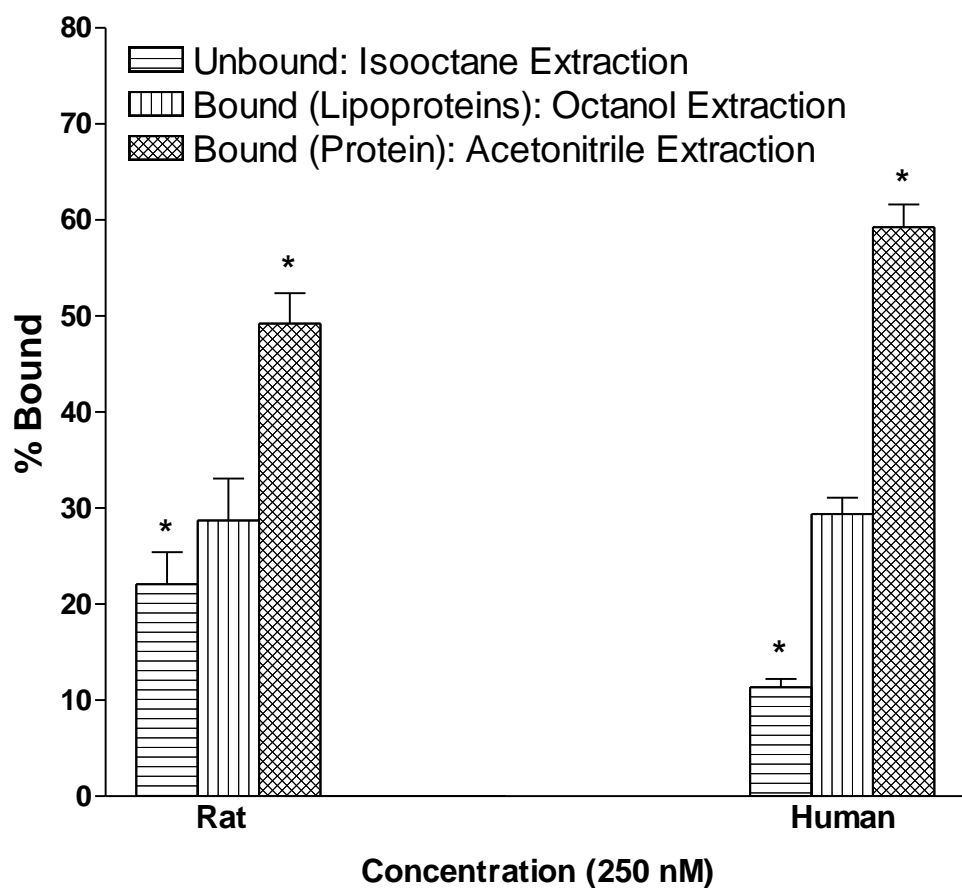 80
Unbound: Isooctane Extraction
Bound (Lipoproteins): Octanol Extraction
70
Bound (Protein): Acetonitrile Extraction
*
60
*
50
% Bound
40
30
*
20
*
10
0
Rat
Human
Concentration (250 nM)